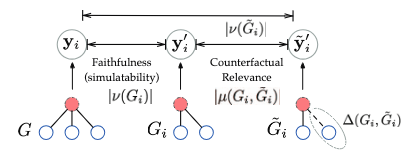 |ν(G̃ᵢ)|
yᵢ y′ᵢ ỹ′ᵢ
Faithfulness Counterfactual
(simulatability) Relevance
|ν(Gᵢ)| |μ(Gᵢ, G̃ᵢ)|
G Gᵢ G̃ᵢ Δ(Gᵢ, G̃ᵢ)